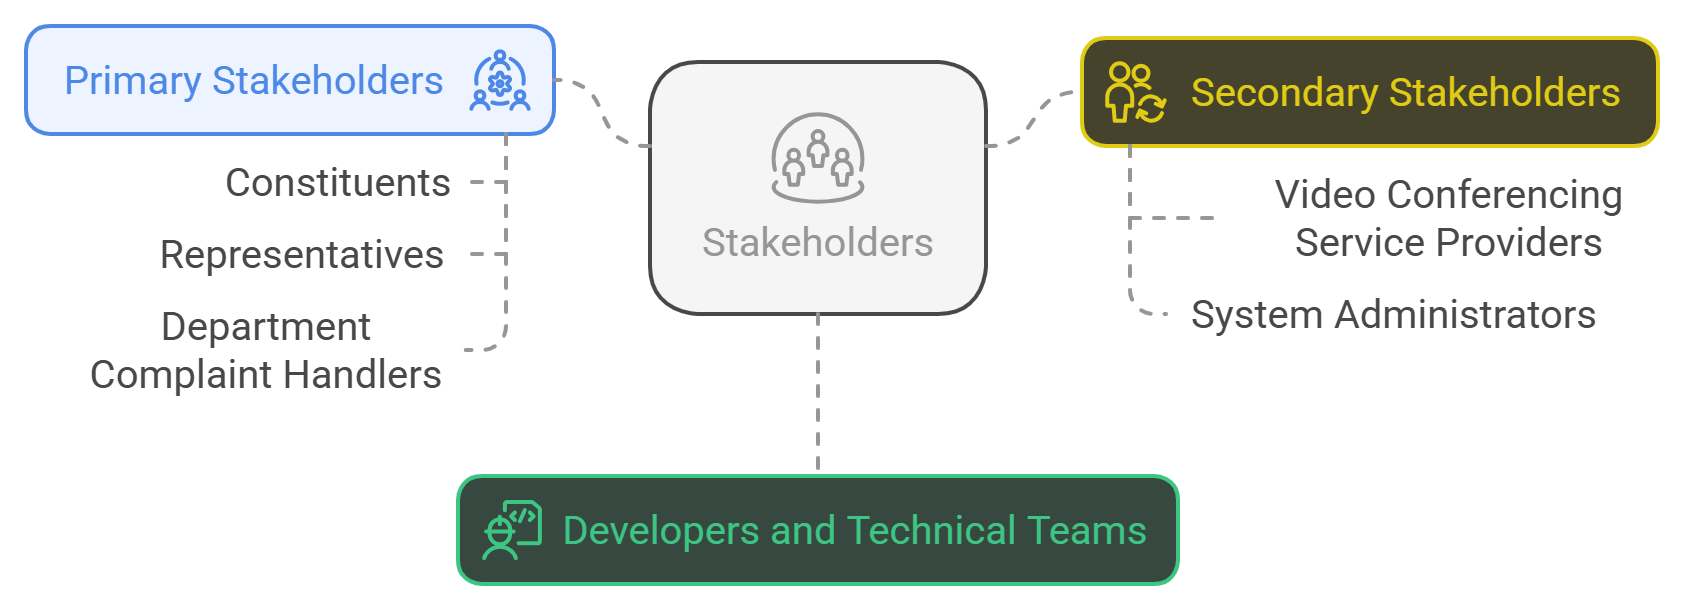 Primary Stakeholders
Constituents
Representatives
Department
Complaint Handlers
Stakeholders
Secondary Stakeholders
Video Conferencing
Service Providers
System Administrators
Developers and Technical Teams